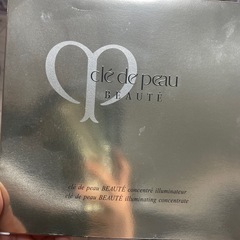 clé de peau
BEAUTÉ
clé de peau BEAUTÉ concentré illuminateur
clé de peau BEAUTÉ illuminating concentrate